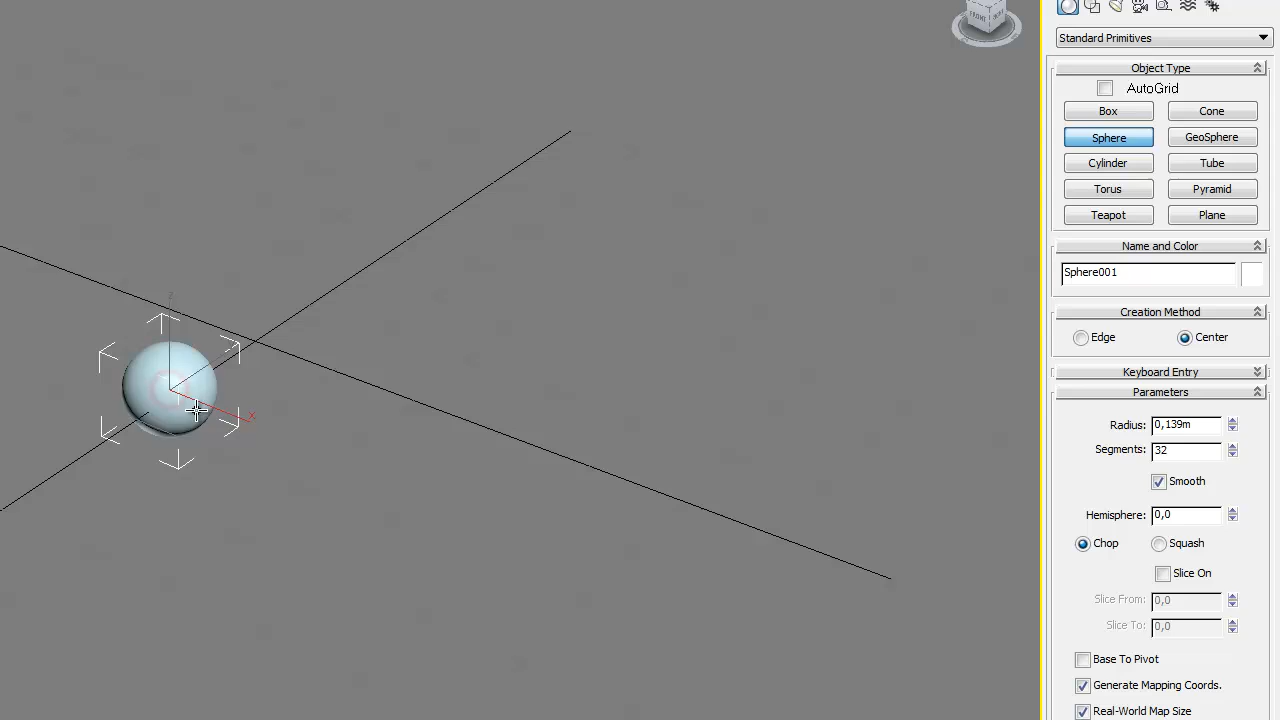 FRONT
Standard Primitives
Object Type
AutoGrid
Box
Cone
Sphere
GeoSphere
Cylinder
Tube
Torus
Pyramid
Teapot
Plane
Name and Color
Sphere001
Creation Method
Edge
Center
Keyboard Entry
Parameters
Radius: 0,139m
Segments: 32
Smooth
Hemisphere: 0,0
Chop
Squash
Slice On
Slice From: 0,0
Slice To: 0,0
Base To Pivot
Generate Mapping Coords.
Real-World Map Size
z
x